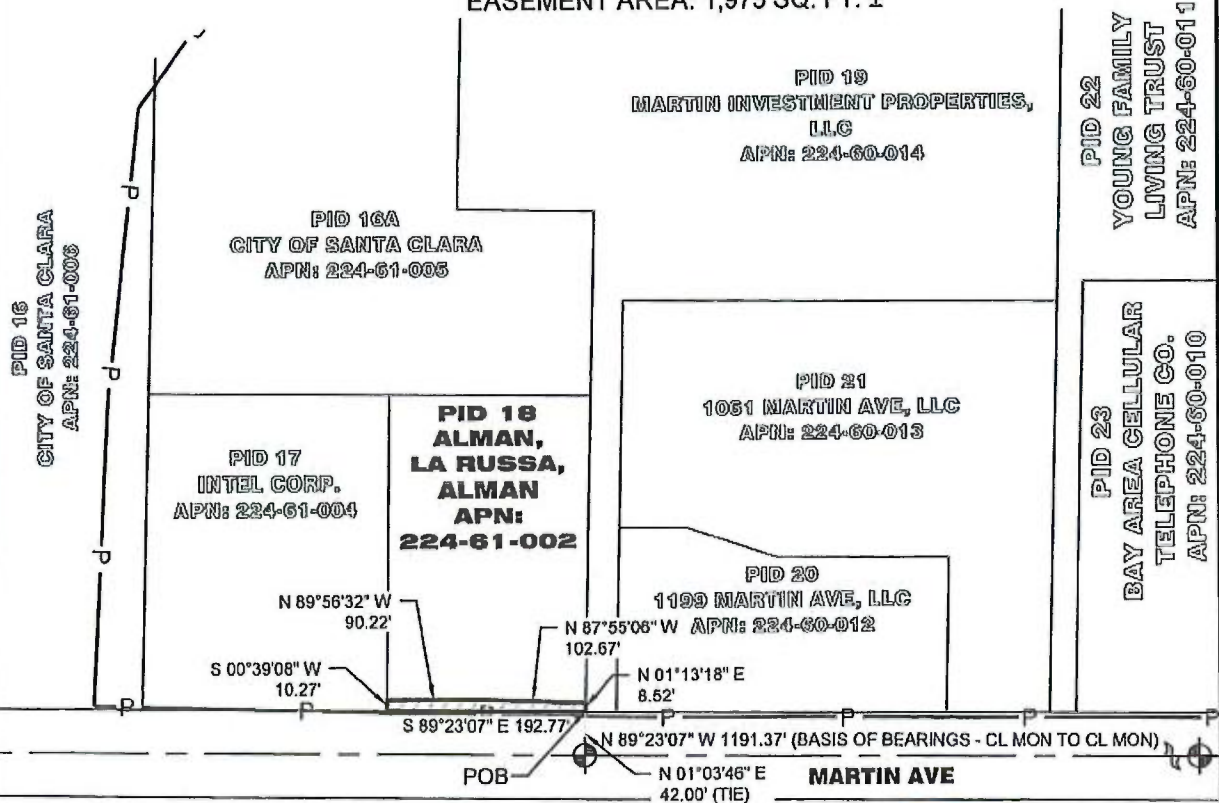 EASEMENT AREA: 1,975 SQ. FT. ±
PID 16
CITY OF SANTA CLARA
APN: 224-61-006
P
P
P
PID 16A
CITY OF SANTA CLARA
APN: 224-61-005
PID 19
MARTIN INVESTMENT PROPERTIES,
LLC
APN: 224-60-014
PID 22
YOUNG FAMILY
LIVING TRUST
APN: 224-60-011
PID 17
INTEL CORP.
APN: 224-61-004
PID 18
ALMAN,
LA RUSSA,
ALMAN
APN:
224-61-002
PID 21
1061 MARTIN AVE, LLC
APN: 224-60-013
PID 23
BAY AREA CELLULAR
TELEPHONE CO.
APN: 224-60-010
PID 20
1199 MARTIN AVE, LLC
APN: 224-60-012
N 89°56'32" W
90.22'
N 87°55'06" W
102.67'
S 00°39'08" W
10.27'
N 01°13'18" E
8.52'
P
P
P
P
P
P
P
S 89°23'07" E 192.77'
N 89°23'07" W 1191.37' (BASIS OF BEARINGS - CL MON TO CL MON)
POB
N 01°03'46" E
42.00' (TIE)
MARTIN AVE